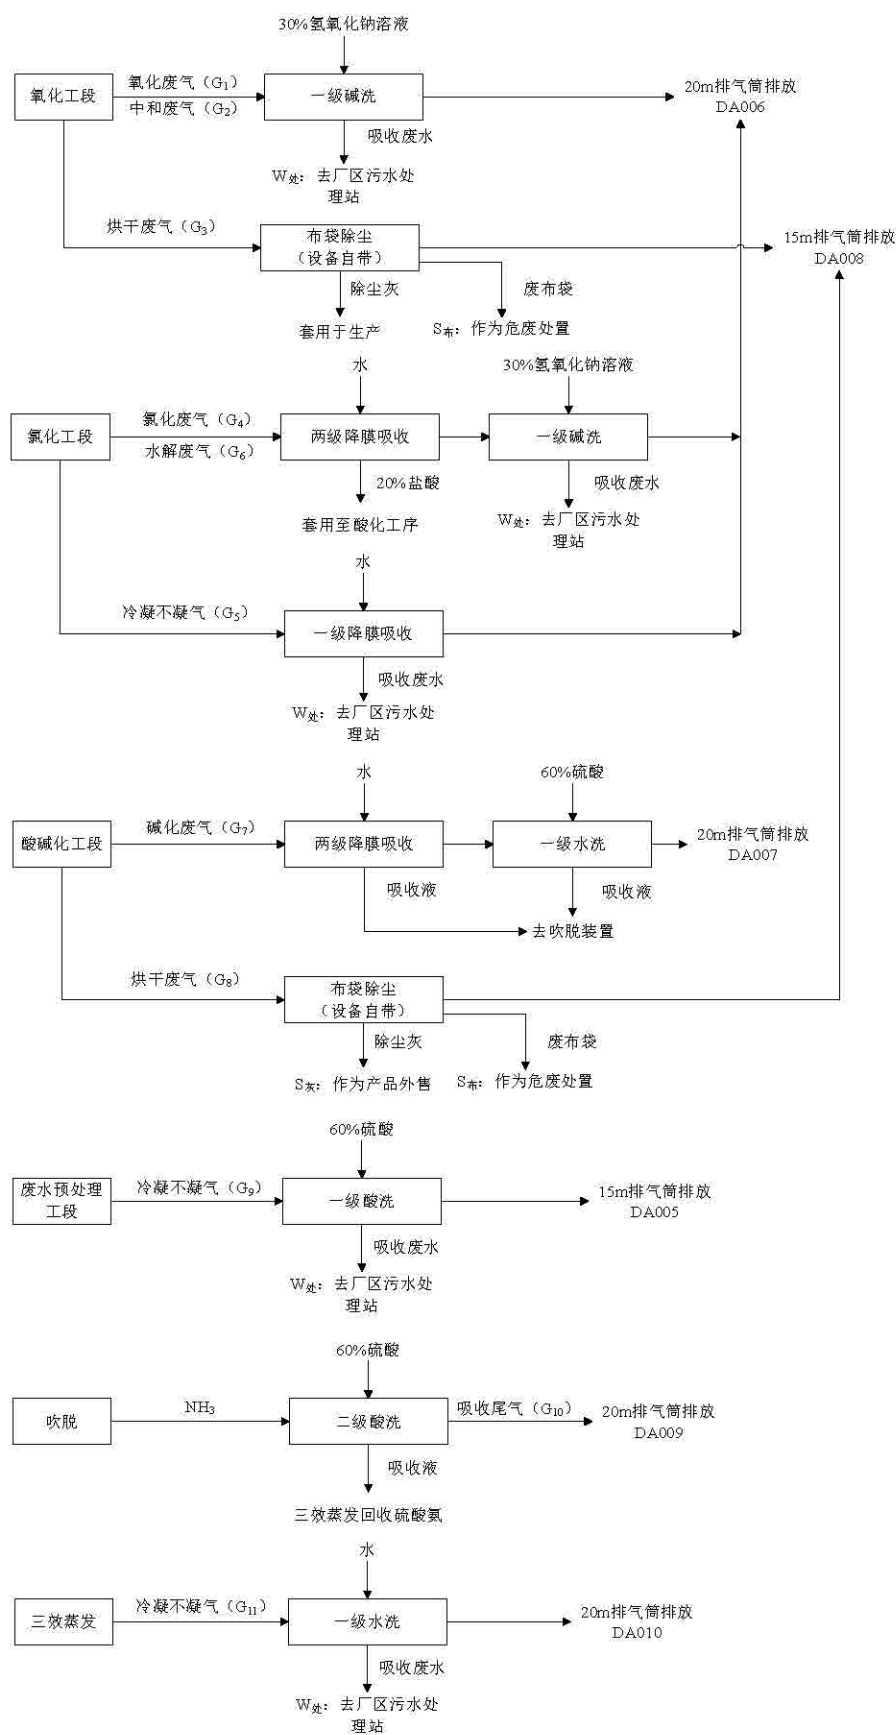 30%氢氧化钠溶液
氧化工段
氧化废气（G1）
中和废气（G2）
一级碱洗
20m排气筒排放
DA006
吸收废水
W处：去厂区污水处
理站
烘干废气（G3）
布袋除尘
（设备自带）
15m排气筒排放
DA008
除尘灰
废布袋
套用于生产
S布：作为危废处置
水
30%氢氧化钠溶液
氯化工段
氯化废气（G4）
水解废气（G6）
两级降膜吸收
一级碱洗
20%盐酸
吸收废水
套用至酸化工序
W处：去厂区污水处
理站
水
冷凝不凝气（G5）
一级降膜吸收
吸收废水
W处：去厂区污水处
理站
水
60%硫酸
酸碱化工段
碱化废气（G7）
两级降膜吸收
一级水洗
20m排气筒排放
DA007
吸收液
吸收液
去吹脱装置
烘干废气（G8）
布袋除尘
（设备自带）
除尘灰
废布袋
S灰：作为产品外售
S布：作为危废处置
60%硫酸
废水预处理
工段
冷凝不凝气（G9）
一级酸洗
15m排气筒排放
DA005
吸收废水
W处：去厂区污水处
理站
60%硫酸
吹脱
NH3
二级酸洗
吸收尾气（G10）
20m排气筒排放
DA009
吸收液
三效蒸发回收硫酸氨
水
三效蒸发
冷凝不凝气（G11）
一级水洗
20m排气筒排放
DA010
吸收废水
W处：去厂区污水处
理站